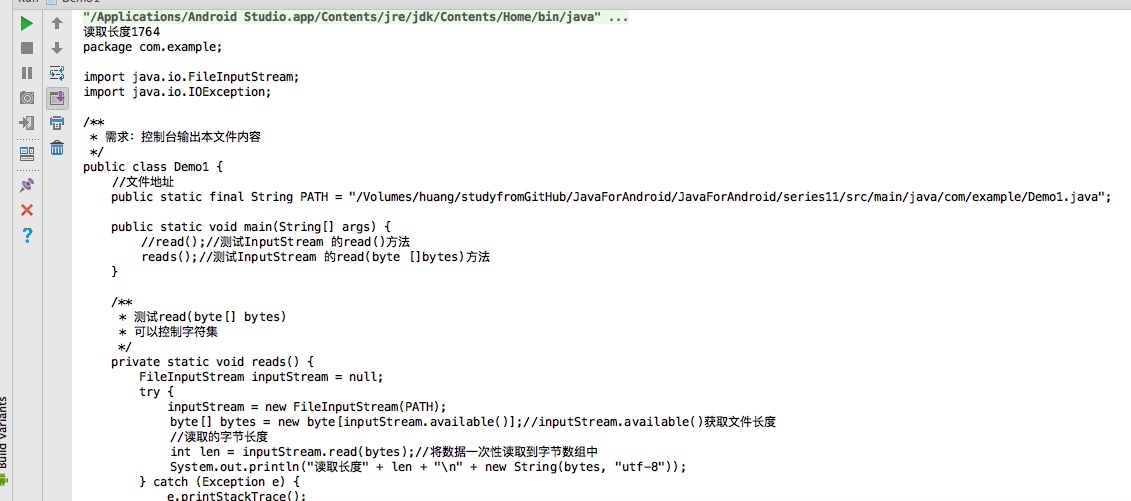 Run Demo1
"/Applications/Android Studio.app/Contents/jre/jdk/Contents/Home/bin/java" ...
读取长度1764
package com.example;

import java.io.FileInputStream;
import java.io.IOException;

/**
 * 需求：控制台输出本文件内容
 */
public class Demo1 {
    //文件地址
    public static final String PATH = "/Volumes/huang/studyfromGitHub/JavaForAndroid/JavaForAndroid/series11/src/main/java/com/example/Demo1.java";

    public static void main(String[] args) {
        //read();//测试InputStream 的read()方法
        reads();//测试InputStream 的read(byte []bytes)方法
    }

    /**
     * 测试read(byte[] bytes)
     * 可以控制字符集
     */
    private static void reads() {
        FileInputStream inputStream = null;
        try {
            inputStream = new FileInputStream(PATH);
            byte[] bytes = new byte[inputStream.available()];//inputStream.available()获取文件长度
            //读取的字节长度
            int len = inputStream.read(bytes);//将数据一次性读取到字节数组中
            System.out.println("读取长度" + len + "\n" + new String(bytes, "utf-8"));
        } catch (Exception e) {
            e.printStackTrace();
Build Variants